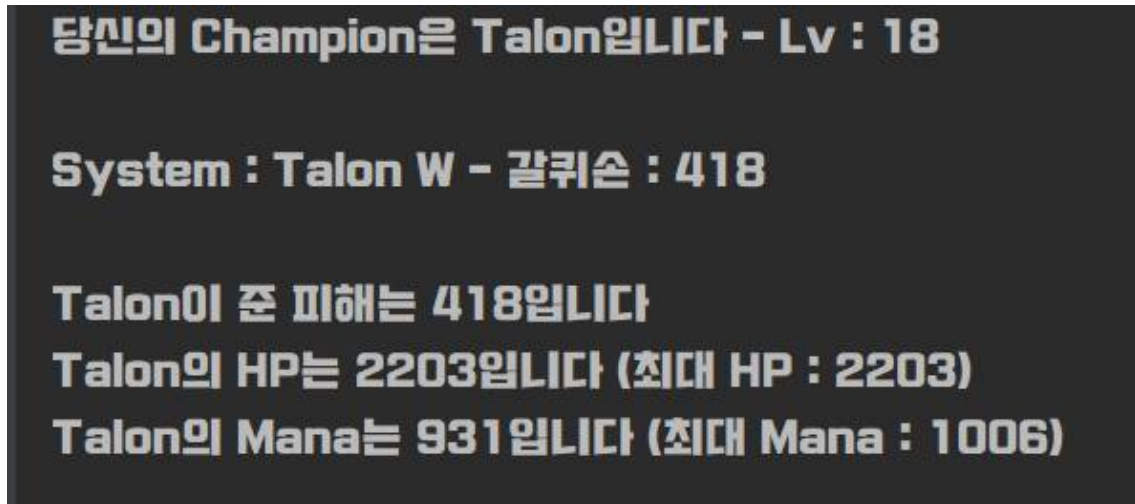 당신의 Champion은 Talon입니다 - Lv : 18
System : Talon W - 갈퀴손 : 418
Talon이 준 피해는 418입니다
Talon의 HP는 2203입니다 (최대 HP : 2203)
Talon의 Mana는 931입니다 (최대 Mana : 1006)